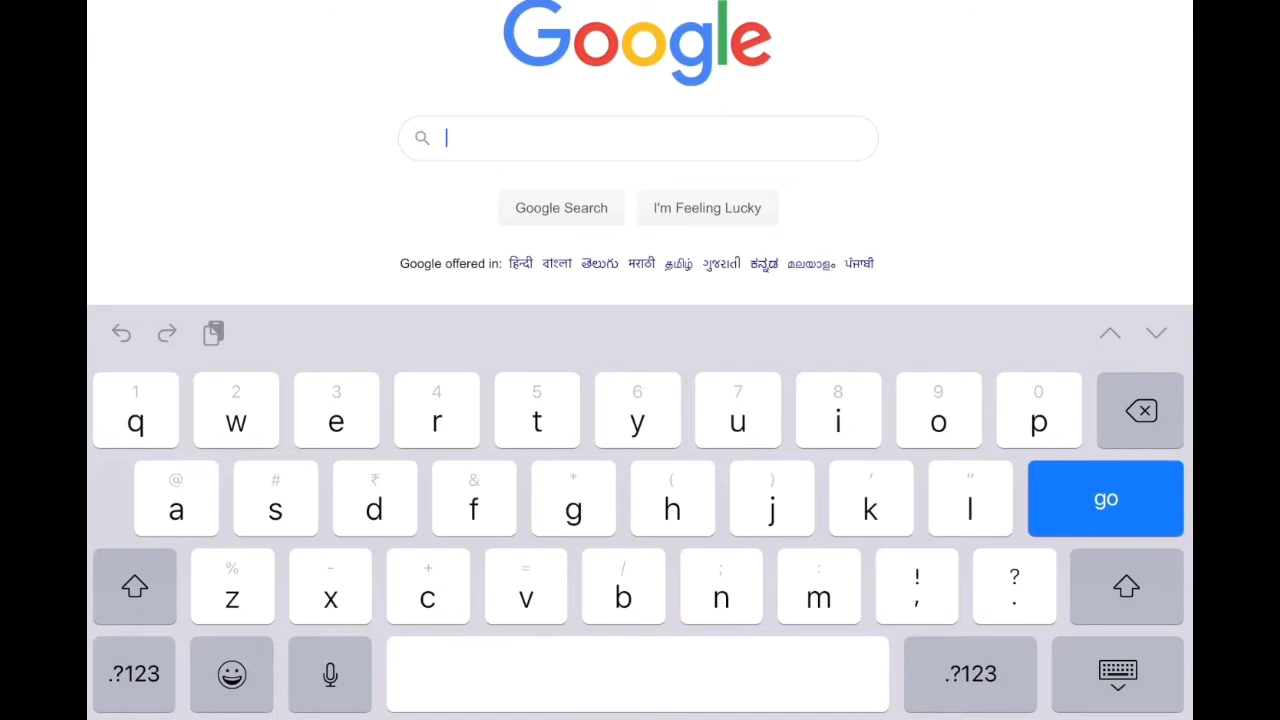 Google
Google Search I'm Feeling Lucky
Google offered in: हिन्दी বাংলা తెలుగు मराठी தமிழ் ગુજરાતી ಕನ್ನಡ മലയാളം ਪੰਜਾਬੀ
1 2 3 4 5 6 7 8 9 0
q w e r t y u i o p
@ # ₹ & * ( ) ' "
a s d f g h j k l go
% - + = / ; : ! ?
z x c v b n m , .
.?123 .?123